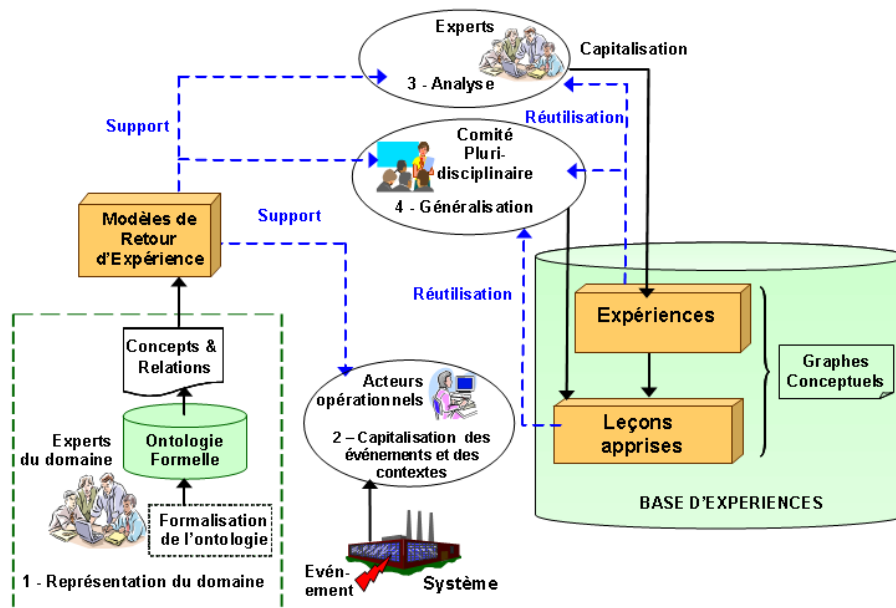 Experts
3 - Analyse
Capitalisation
Support
Réutilisation
Comité
Pluri-
disciplinaire
4 - Généralisation
Modèles de
Retour
d'Expérience
Support
Réutilisation
Expériences
Graphes
Conceptuels
Leçons
apprises
BASE D'EXPERIENCES
Concepts &
Relations
Ontologie
Formelle
Experts
du domaine
Formalisation
de l'ontologie
1 - Représentation du domaine
Acteurs
opérationnels
2 – Capitalisation des
événements et des
contextes
Evén-
ement
Système